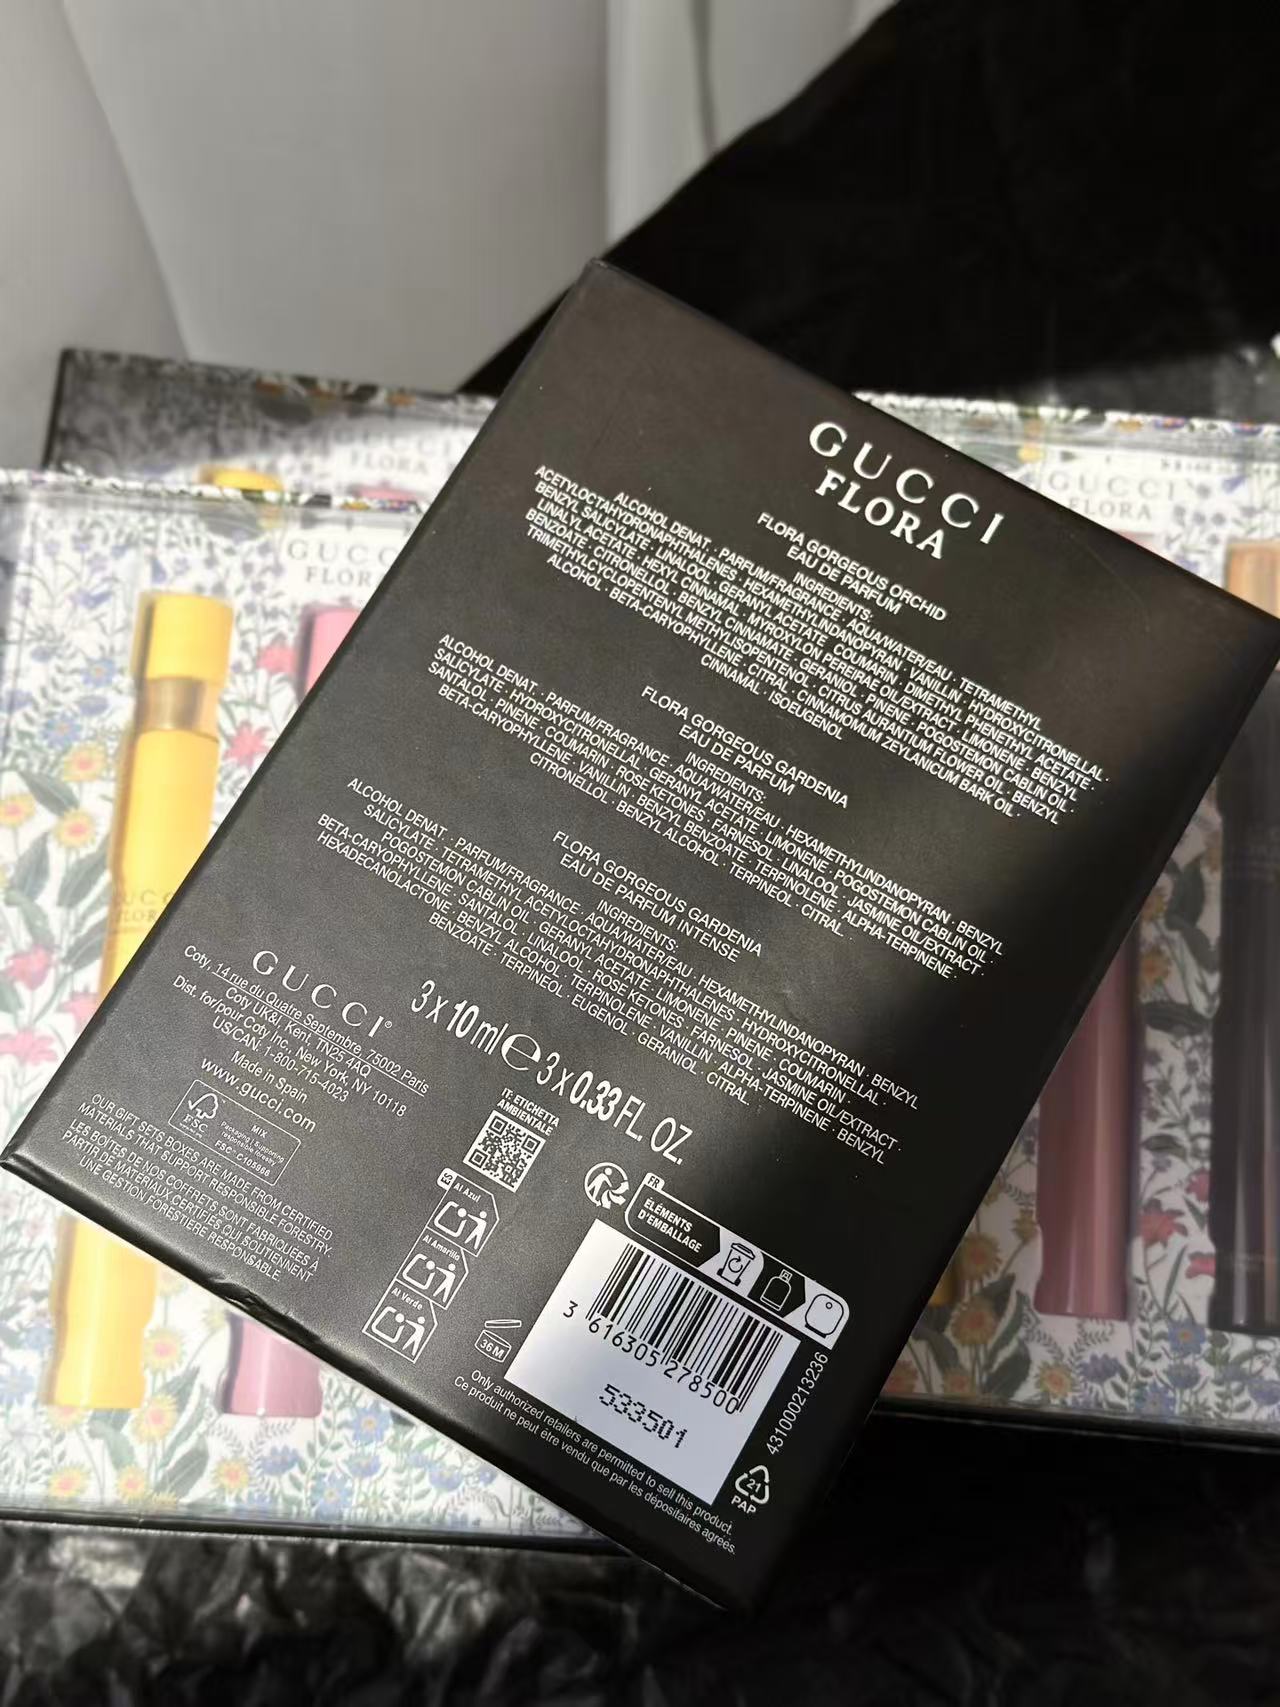 GUCCI
FLORA
FLORA GORGEOUS ORCHID
EAU DE PARFUM
INGREDIENTS:
ALCOHOL DENAT. · PARFUM/FRAGRANCE · AQUA/WATER/EAU · TETRAMETHYL
ACETYLOCTAHYDRONAPHTHALENES · HEXAMETHYLINDANOPYRAN · VANILLIN · HYDROXYCITRONELLAL ·
BENZYL SALICYLATE · LINALOOL · GERANYL ACETATE · COUMARIN · DIMETHYL PHENETHYL ACETATE ·
LINALYL ACETATE · HEXYL CINNAMAL · MYROXYLON PEREIRAE OIL/EXTRACT · LIMONENE · BENZYL
BENZOATE · CITRONELLOL · BENZYL CINNAMATE · GERANIOL · PINENE · POGOSTEMON CABLIN OIL ·
TRIMETHYLCYCLOPENTENYL METHYLISOPENTENOL · CITRUS AURANTIUM FLOWER OIL · BENZYL
ALCOHOL · BETA-CARYOPHYLLENE · CITRAL · CINNAMOMUM ZEYLANICUM BARK OIL ·
CINNAMAL · ISOEUGENOL
FLORA GORGEOUS GARDENIA
EAU DE PARFUM
INGREDIENTS:
ALCOHOL DENAT. · PARFUM/FRAGRANCE · AQUA/WATER/EAU · HEXAMETHYLINDANOPYRAN · BENZYL
SALICYLATE · HYDROXYCITRONELLAL · GERANYL ACETATE · LIMONENE · POGOSTEMON CABLIN OIL ·
SANTALOL · PINENE · COUMARIN · ROSE KETONES · FARNESOL · LINALOOL · JASMINE OIL/EXTRACT ·
BETA-CARYOPHYLLENE · VANILLIN · BENZYL BENZOATE · TERPINOLENE · ALPHA-TERPINENE ·
CITRONELLOL · BENZYL ALCOHOL · TERPINEOL · CITRAL
FLORA GORGEOUS GARDENIA
EAU DE PARFUM INTENSE
INGREDIENTS:
ALCOHOL DENAT. · PARFUM/FRAGRANCE · AQUA/WATER/EAU · HEXAMETHYLINDANOPYRAN · BENZYL
SALICYLATE · TETRAMETHYL ACETYLOCTAHYDRONAPHTHALENES · HYDROXYCITRONELLAL ·
POGOSTEMON CABLIN OIL · GERANYL ACETATE · LIMONENE · PINENE · COUMARIN ·
BETA-CARYOPHYLLENE · SANTALOL · LINALOOL · ROSE KETONES · FARNESOL · JASMINE OIL/EXTRACT ·
HEXADECANOLACTONE · BENZYL ALCOHOL · TERPINOLENE · VANILLIN · ALPHA-TERPINENE · BENZYL
BENZOATE · TERPINEOL · EUGENOL · GERANIOL · CITRAL
GUCCI®
Coty, 14 rue du Quatre Septembre, 75002 Paris
Coty UK&I, Kent, TN25 4AQ
Dist. for/pour Coty Inc., New York, NY 10118
US/CAN: 1-800-715-4023
Made in Spain
www.gucci.com
FSC
MIX
Packaging | Supporting
responsible forestry
FSC™ C105966
OUR GIFT SETS BOXES ARE MADE FROM CERTIFIED
MATERIALS THAT SUPPORT RESPONSIBLE FORESTRY.
LES BOÎTES DE NOS COFFRETS SONT FABRIQUÉES À
PARTIR DE MATÉRIAUX CERTIFIÉS QUI SOUTIENNENT
UNE GESTION FORESTIÈRE RESPONSABLE.
3 x 10 ml e 3 x 0.33 FL. OZ.
IT: ETICHETTA
AMBIENTALE
Al Azul
Al Amarillo
Al Verde
FR
ÉLÉMENTS
D'EMBALLAGE
36 M
3 616305 278500
533501
431000213236
21
PAP
Only authorized retailers are permitted to sell this product.
Ce produit ne peut être vendu que par les dépositaires agréés.
GUCCI
FLORA
GUCCI
FLORA
FLORA